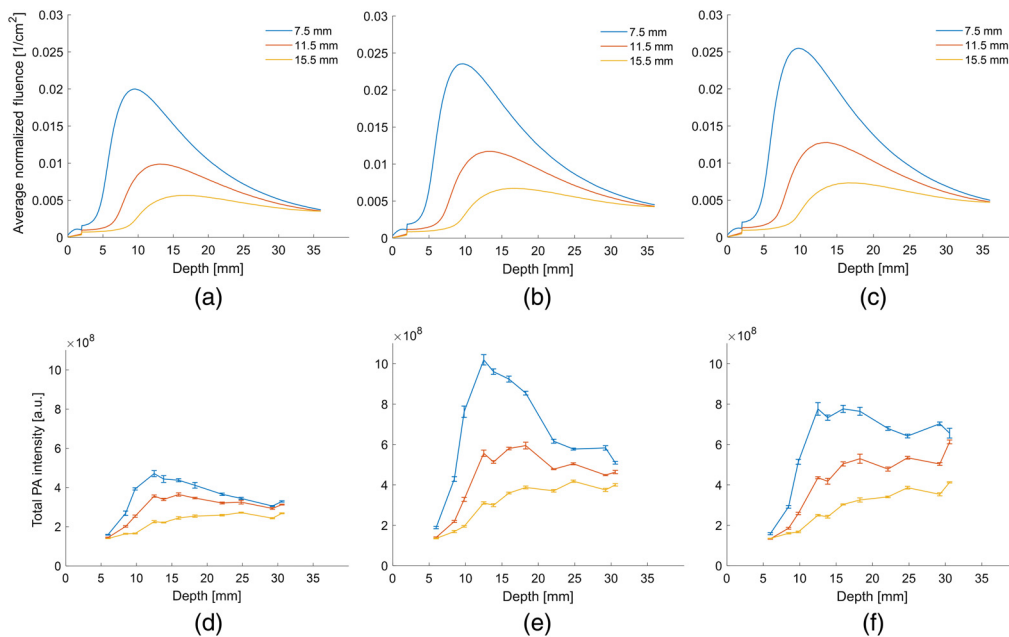 Average normalized fluence [1/cm²]
0.03
0.025
0.02
0.015
0.01
0.005
0
7.5 mm
11.5 mm
15.5 mm
0 5 10 15 20 25 30 35
Depth [mm]
(a)
0.03
0.025
0.02
0.015
0.01
0.005
0
7.5 mm
11.5 mm
15.5 mm
0 5 10 15 20 25 30 35
Depth [mm]
(b)
0.03
0.025
0.02
0.015
0.01
0.005
0
7.5 mm
11.5 mm
15.5 mm
0 5 10 15 20 25 30 35
Depth [mm]
(c)
Total PA intensity [a.u.]
×10⁸
10
8
6
4
2
0
0 5 10 15 20 25 30 35
Depth [mm]
(d)
×10⁸
10
8
6
4
2
0
0 5 10 15 20 25 30 35
Depth [mm]
(e)
×10⁸
10
8
6
4
2
0
0 5 10 15 20 25 30 35
Depth [mm]
(f)